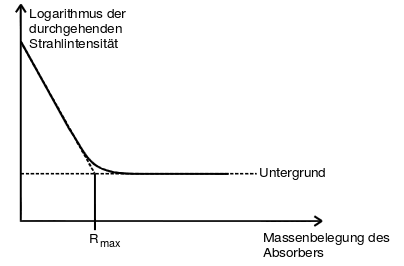 Logarithmus der
durchgehenden
Strahlintensität
Untergrund
R max
Massenbelegung des
Absorbers